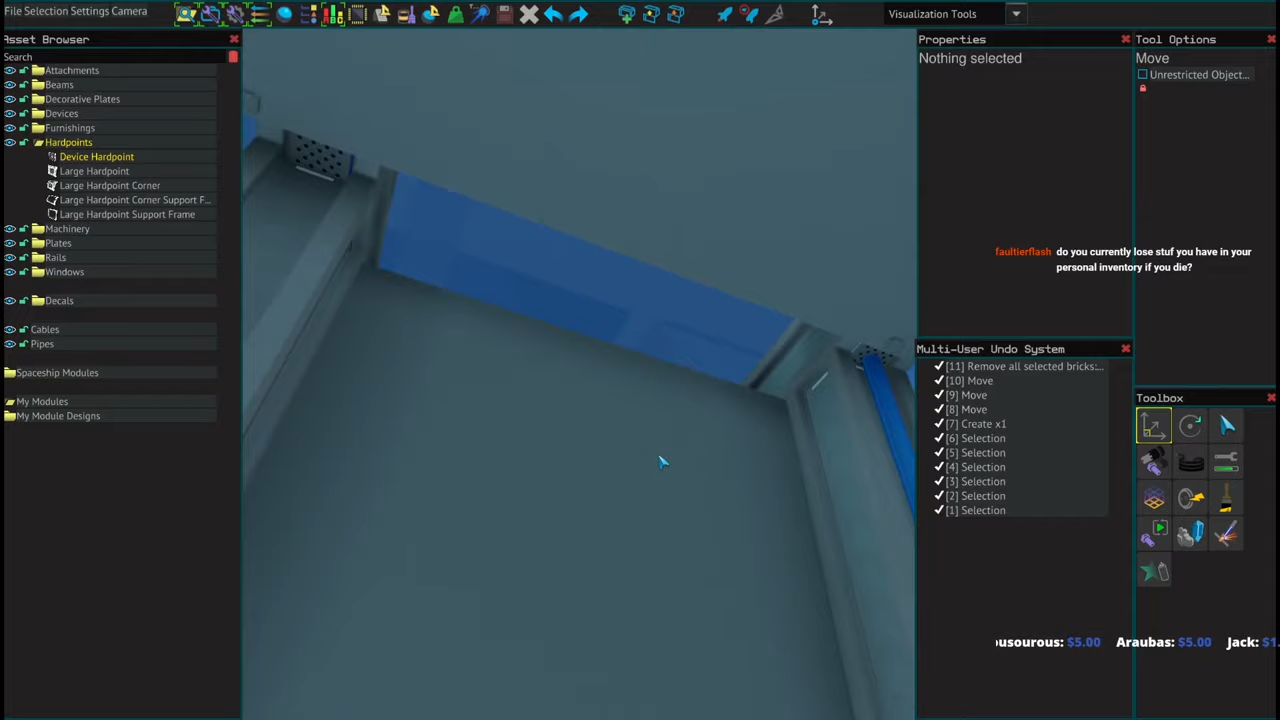 File Selection Settings Camera
Visualization Tools
Asset Browser
Search
Attachments
Beams
Decorative Plates
Devices
Furnishings
Hardpoints
Device Hardpoint
Large Hardpoint
Large Hardpoint Corner
Large Hardpoint Corner Support F...
Large Hardpoint Support Frame
Machinery
Plates
Rails
Windows
Decals
Cables
Pipes
Spaceship Modules
My Modules
My Module Designs
Properties
Nothing selected
Tool Options
Move
Unrestricted Object...
faultierflash do you currently lose stuf you have in your
personal inventory if you die?
Multi-User Undo System
[11] Remove all selected bricks:...
[10] Move
[9] Move
[8] Move
[7] Create x1
[6] Selection
[5] Selection
[4] Selection
[3] Selection
[2] Selection
[1] Selection
Toolbox
ousourous: $5.00 Araubas: $5.00 Jack: $1